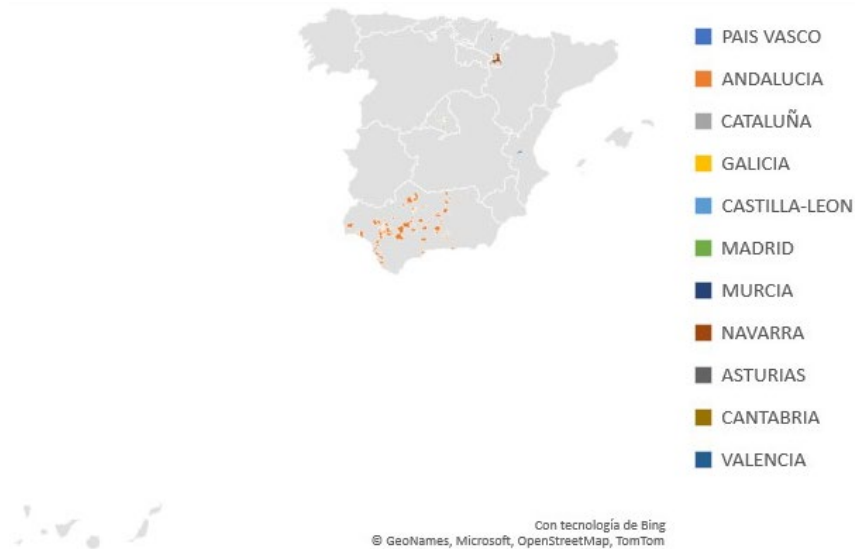 PAIS VASCO
ANDALUCIA
CATALUÑA
GALICIA
CASTILLA-LEON
MADRID
MURCIA
NAVARRA
ASTURIAS
CANTABRIA
VALENCIA
Con tecnología de Bing
© GeoNames, Microsoft, OpenStreetMap, TomTom